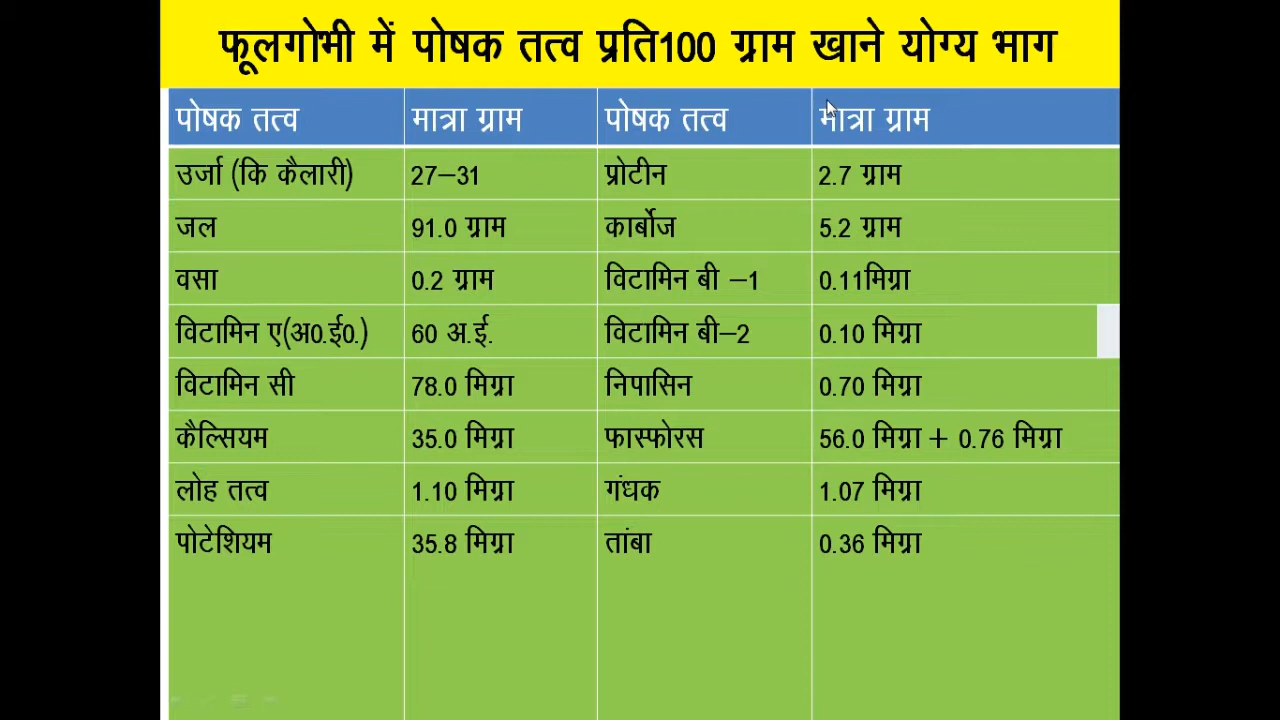 फूलगोभी में पोषक तत्व प्रति100 ग्राम खाने योग्य भाग
पोषक तत्व मात्रा ग्राम पोषक तत्व मात्रा ग्राम
उर्जा (कि कैलारी) 27–31 प्रोटीन 2.7 ग्राम
जल 91.0 ग्राम कार्बोज 5.2 ग्राम
वसा 0.2 ग्राम विटामिन बी –1 0.11मिग्रा
विटामिन ए(अ0.ई0.) 60 अ.ई. विटामिन बी–2 0.10 मिग्रा
विटामिन सी 78.0 मिग्रा निपासिन 0.70 मिग्रा
कैल्सियम 35.0 मिग्रा फास्फोरस 56.0 मिग्रा + 0.76 मिग्रा
लोह तत्व 1.10 मिग्रा गंधक 1.07 मिग्रा
पोटेशियम 35.8 मिग्रा तांबा 0.36 मिग्रा